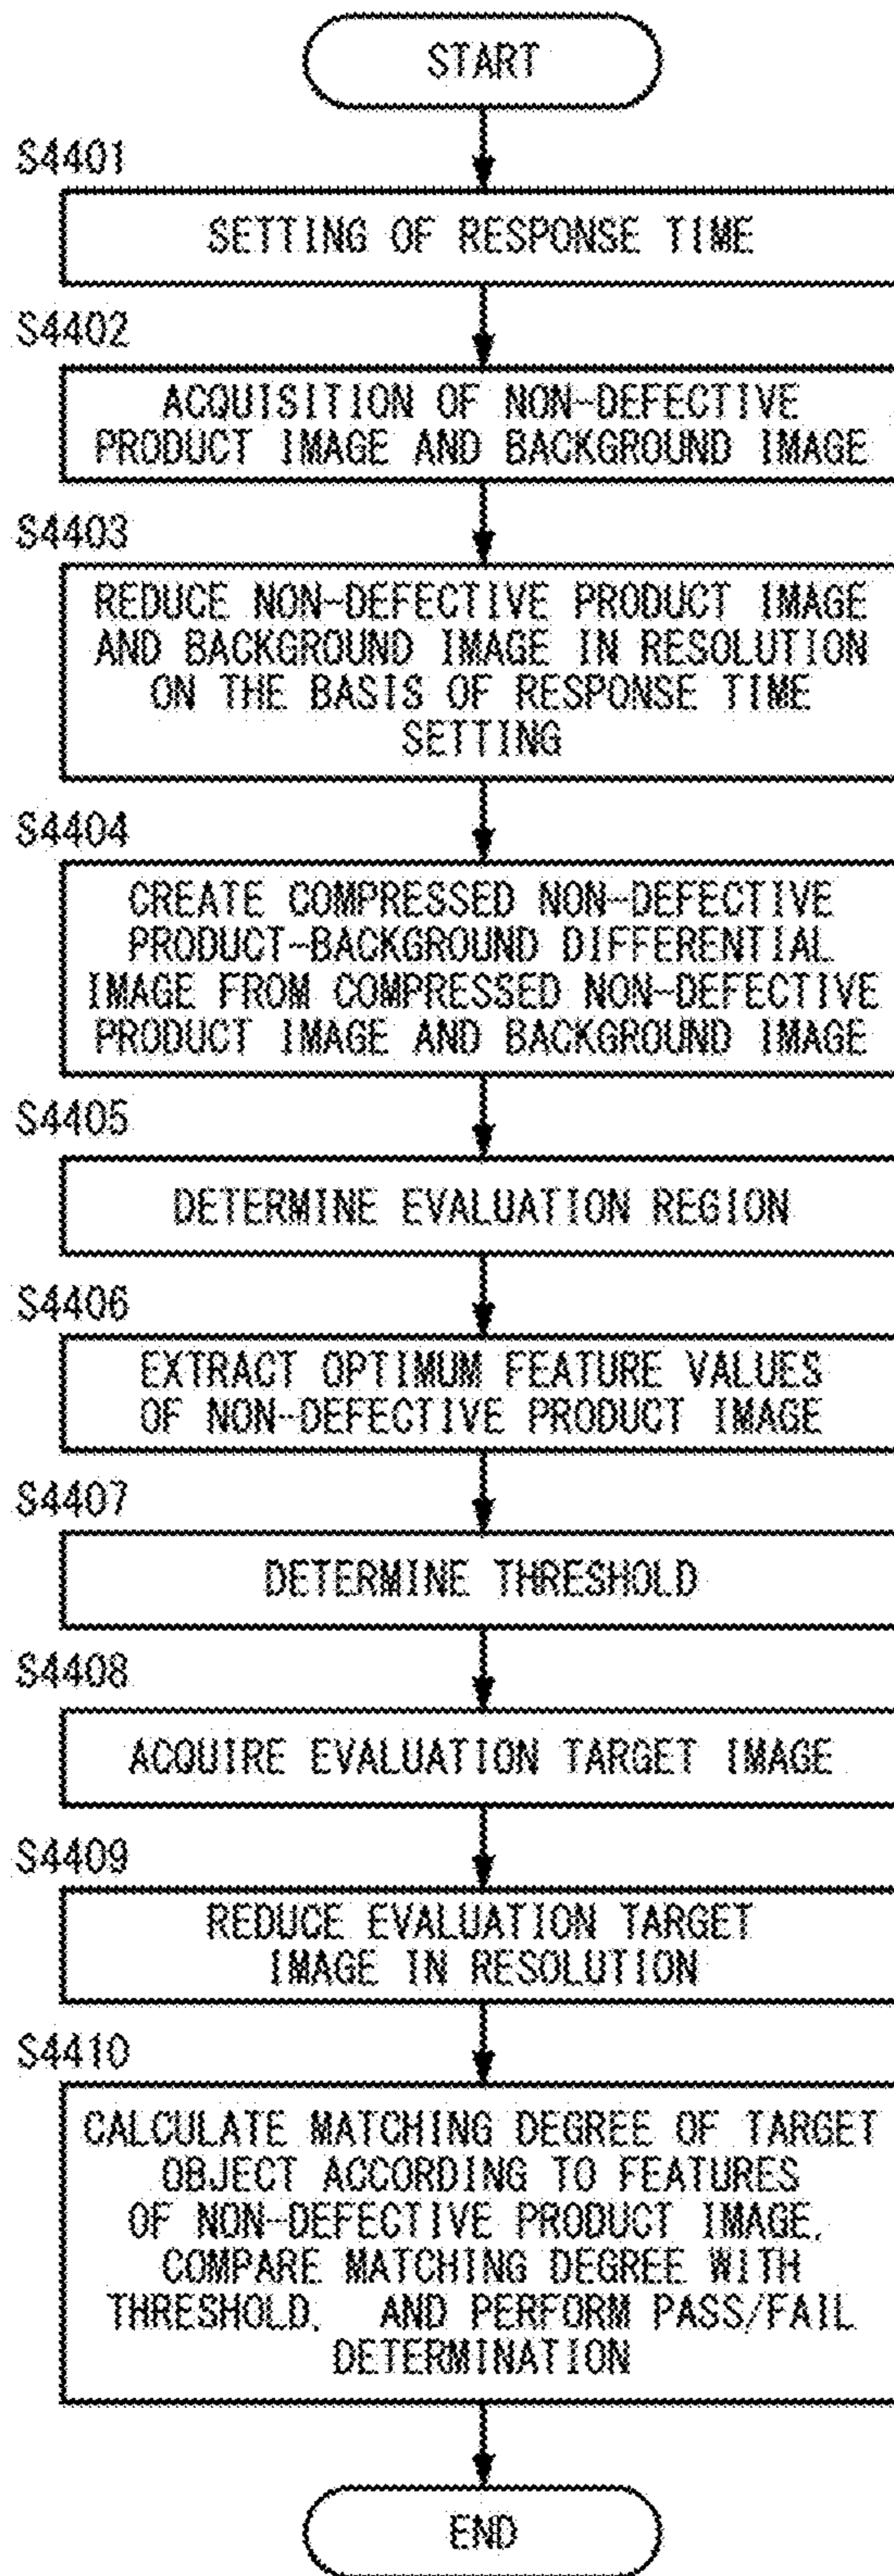 START
S4401
SETTING OF RESPONSE TIME
S4402
ACQUISITION OF NON-DEFECTIVE
PRODUCT IMAGE AND BACKGROUND IMAGE
S4403
REDUCE NON-DEFECTIVE PRODUCT IMAGE
AND BACKGROUND IMAGE IN RESOLUTION
ON THE BASIS OF RESPONSE TIME
SETTING
S4404
CREATE COMPRESSED NON-DEFECTIVE
PRODUCT-BACKGROUND DIFFERENTIAL
IMAGE FROM COMPRESSED NON-DEFECTIVE
PRODUCT IMAGE AND BACKGROUND IMAGE
S4405
DETERMINE EVALUATION REGION
S4406
EXTRACT OPTIMUM FEATURE VALUES
OF NON-DEFECTIVE PRODUCT IMAGE
S4407
DETERMINE THRESHOLD
S4408
ACQUIRE EVALUATION TARGET IMAGE
S4409
REDUCE EVALUATION TARGET
IMAGE IN RESOLUTION
S4410
CALCULATE MATCHING DEGREE OF TARGET
OBJECT ACCORDING TO FEATURES
OF NON-DEFECTIVE PRODUCT IMAGE,
COMPARE MATCHING DEGREE WITH
THRESHOLD, AND PERFORM PASS/FAIL
DETERMINATION
END